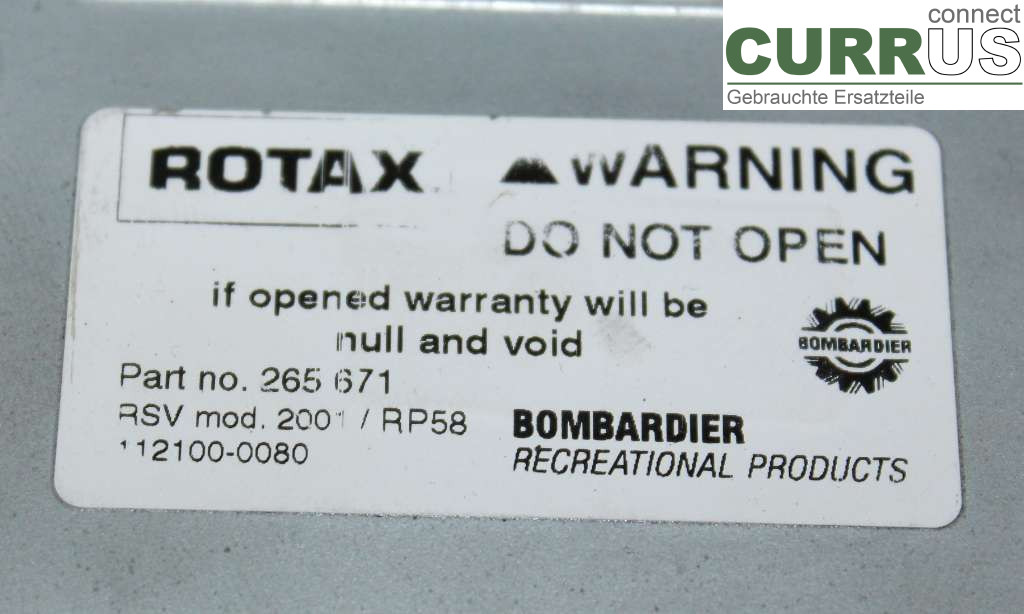 connect
CURRUS
Gebrauchte Ersatzteile
ROTAX WARNING
DO NOT OPEN
if opened warranty will be
null and void
BOMBARDIER
Part no. 265 671
RSV mod. 2001 / RP58
112100-0080
BOMBARDIER
RECREATIONAL PRODUCTS